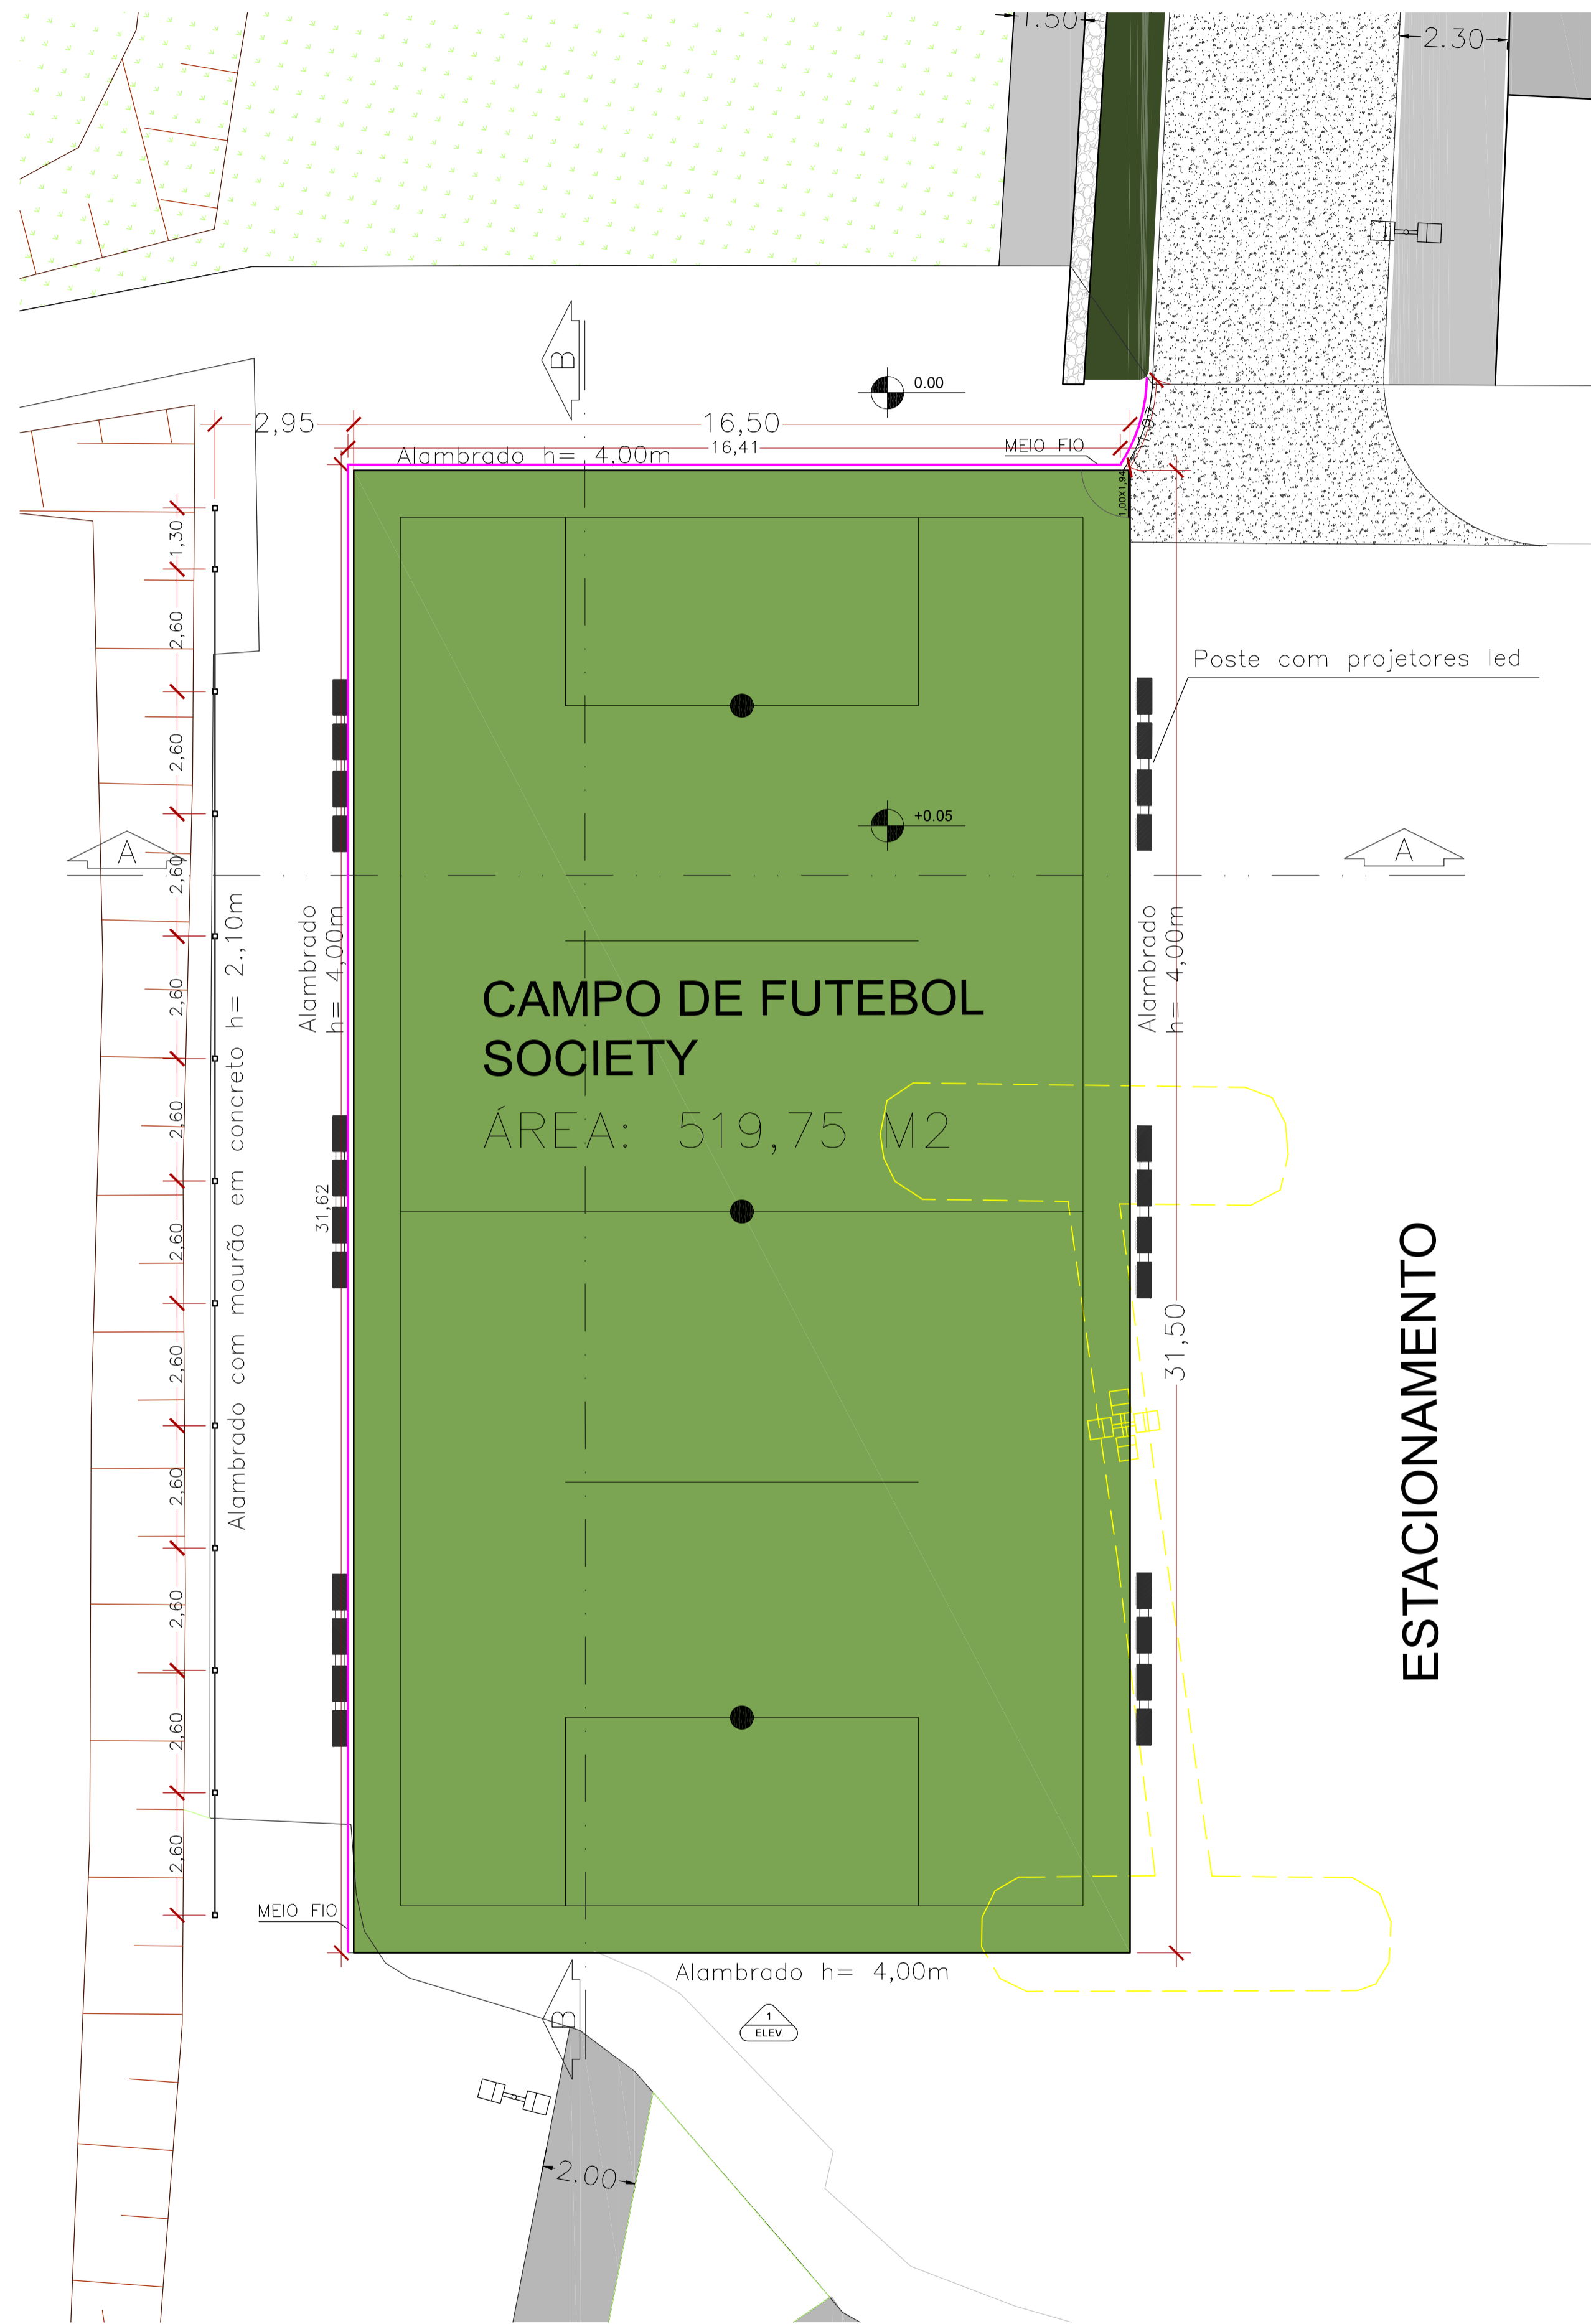 1.50
2.30
B
0.00
2,95
16,50
16,41
Alambrado h= 4,00m
MEIO FIO
1,00X1,94
1,30
2,60
2,60
2,60
2,60
2,60
2,60
2,60
2,60
2,60
2,60
2,60
Poste com projetores led
+0.05
A
A
Alambrado com mourão em concreto h= 2.,10m
Alambrado
h= 4,00m
Alambrado
h= 4,00m
CAMPO DE FUTEBOL
SOCIETY
ÁREA: 519,75 M2
31,62
31,50
ESTACIONAMENTO
MEIO FIO
Alambrado h= 4,00m
B
1
ELEV.
2.00